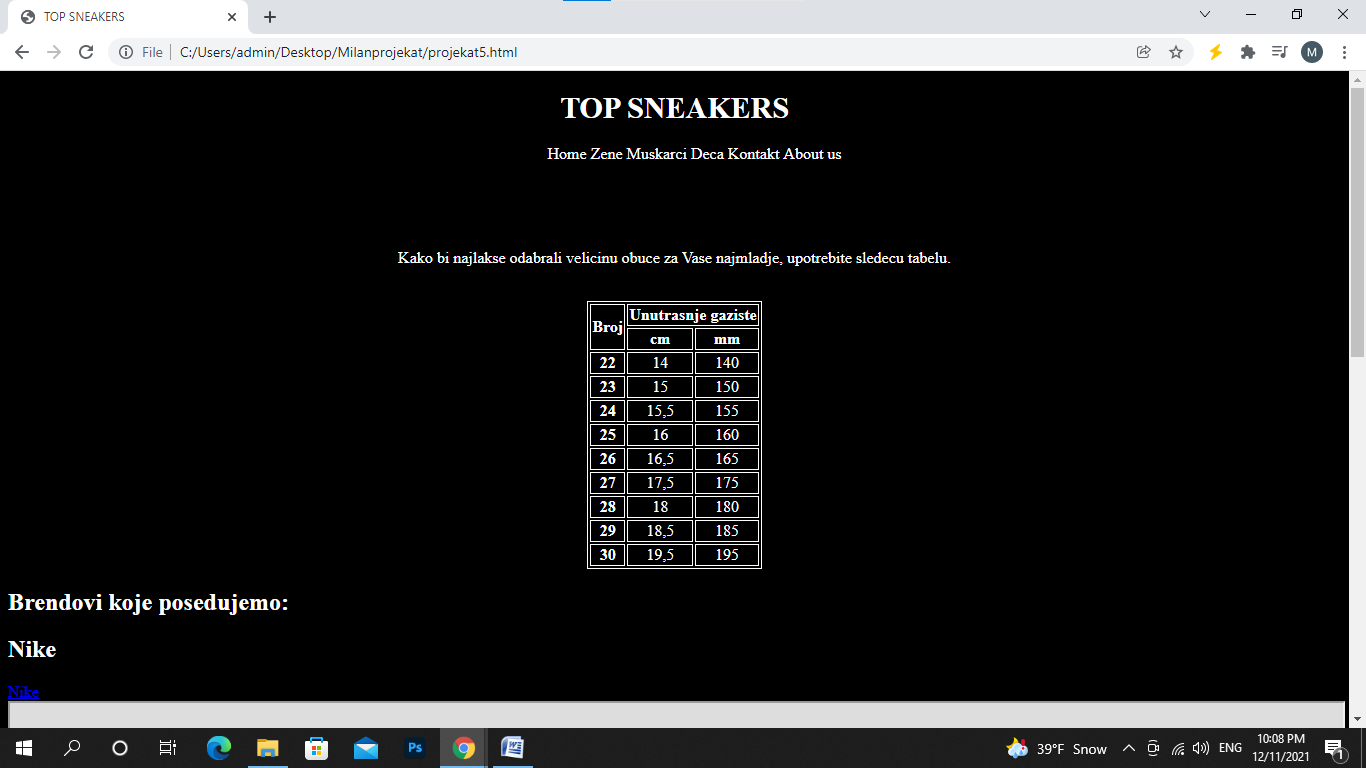 TOP SNEAKERS
File C:/Users/admin/Desktop/Milanprojekat/projekat5.html
M
TOP SNEAKERS
Home Zene Muskarci Deca Kontakt About us
Kako bi najlakse odabrali velicinu obuce za Vase najmladje, upotrebite sledecu tabelu.
Broj Unutrasnje gaziste
cm mm
22 14 140
23 15 150
24 15,5 155
25 16 160
26 16,5 165
27 17,5 175
28 18 180
29 18,5 185
30 19,5 195
Brendovi koje posedujemo:
Nike
Nike
Ps
W
39°F Snow
ENG
10:08 PM
12/11/2021
1